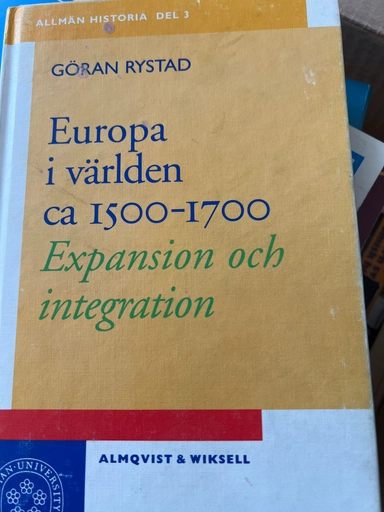 ALLMÄN HISTORIA DEL 3
GÖRAN RYSTAD
Europa
i världen
ca 1500–1700
Expansion och
integration
ALMQVIST & WIKSELL